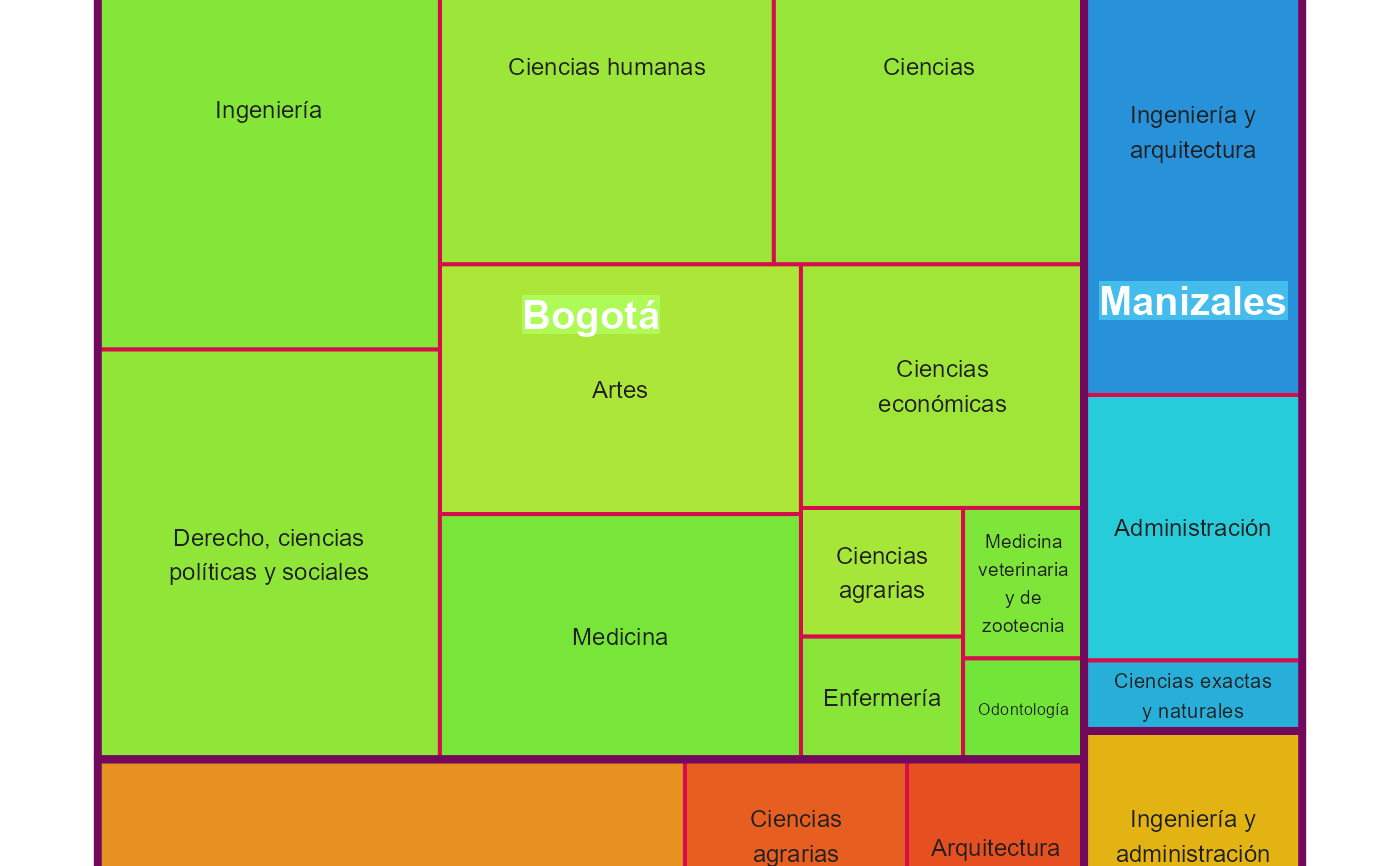 Ingeniería
Ciencias humanas
Ciencias
Ingeniería y
arquitectura
Bogotá
Manizales
Artes
Ciencias
económicas
Derecho, ciencias
políticas y sociales
Medicina
Ciencias
agrarias
Medicina
veterinaria
y de
zootecnia
Administración
Enfermería
Odontología
Ciencias exactas
y naturales
Ciencias
agrarias
Arquitectura
Ingeniería y
administración